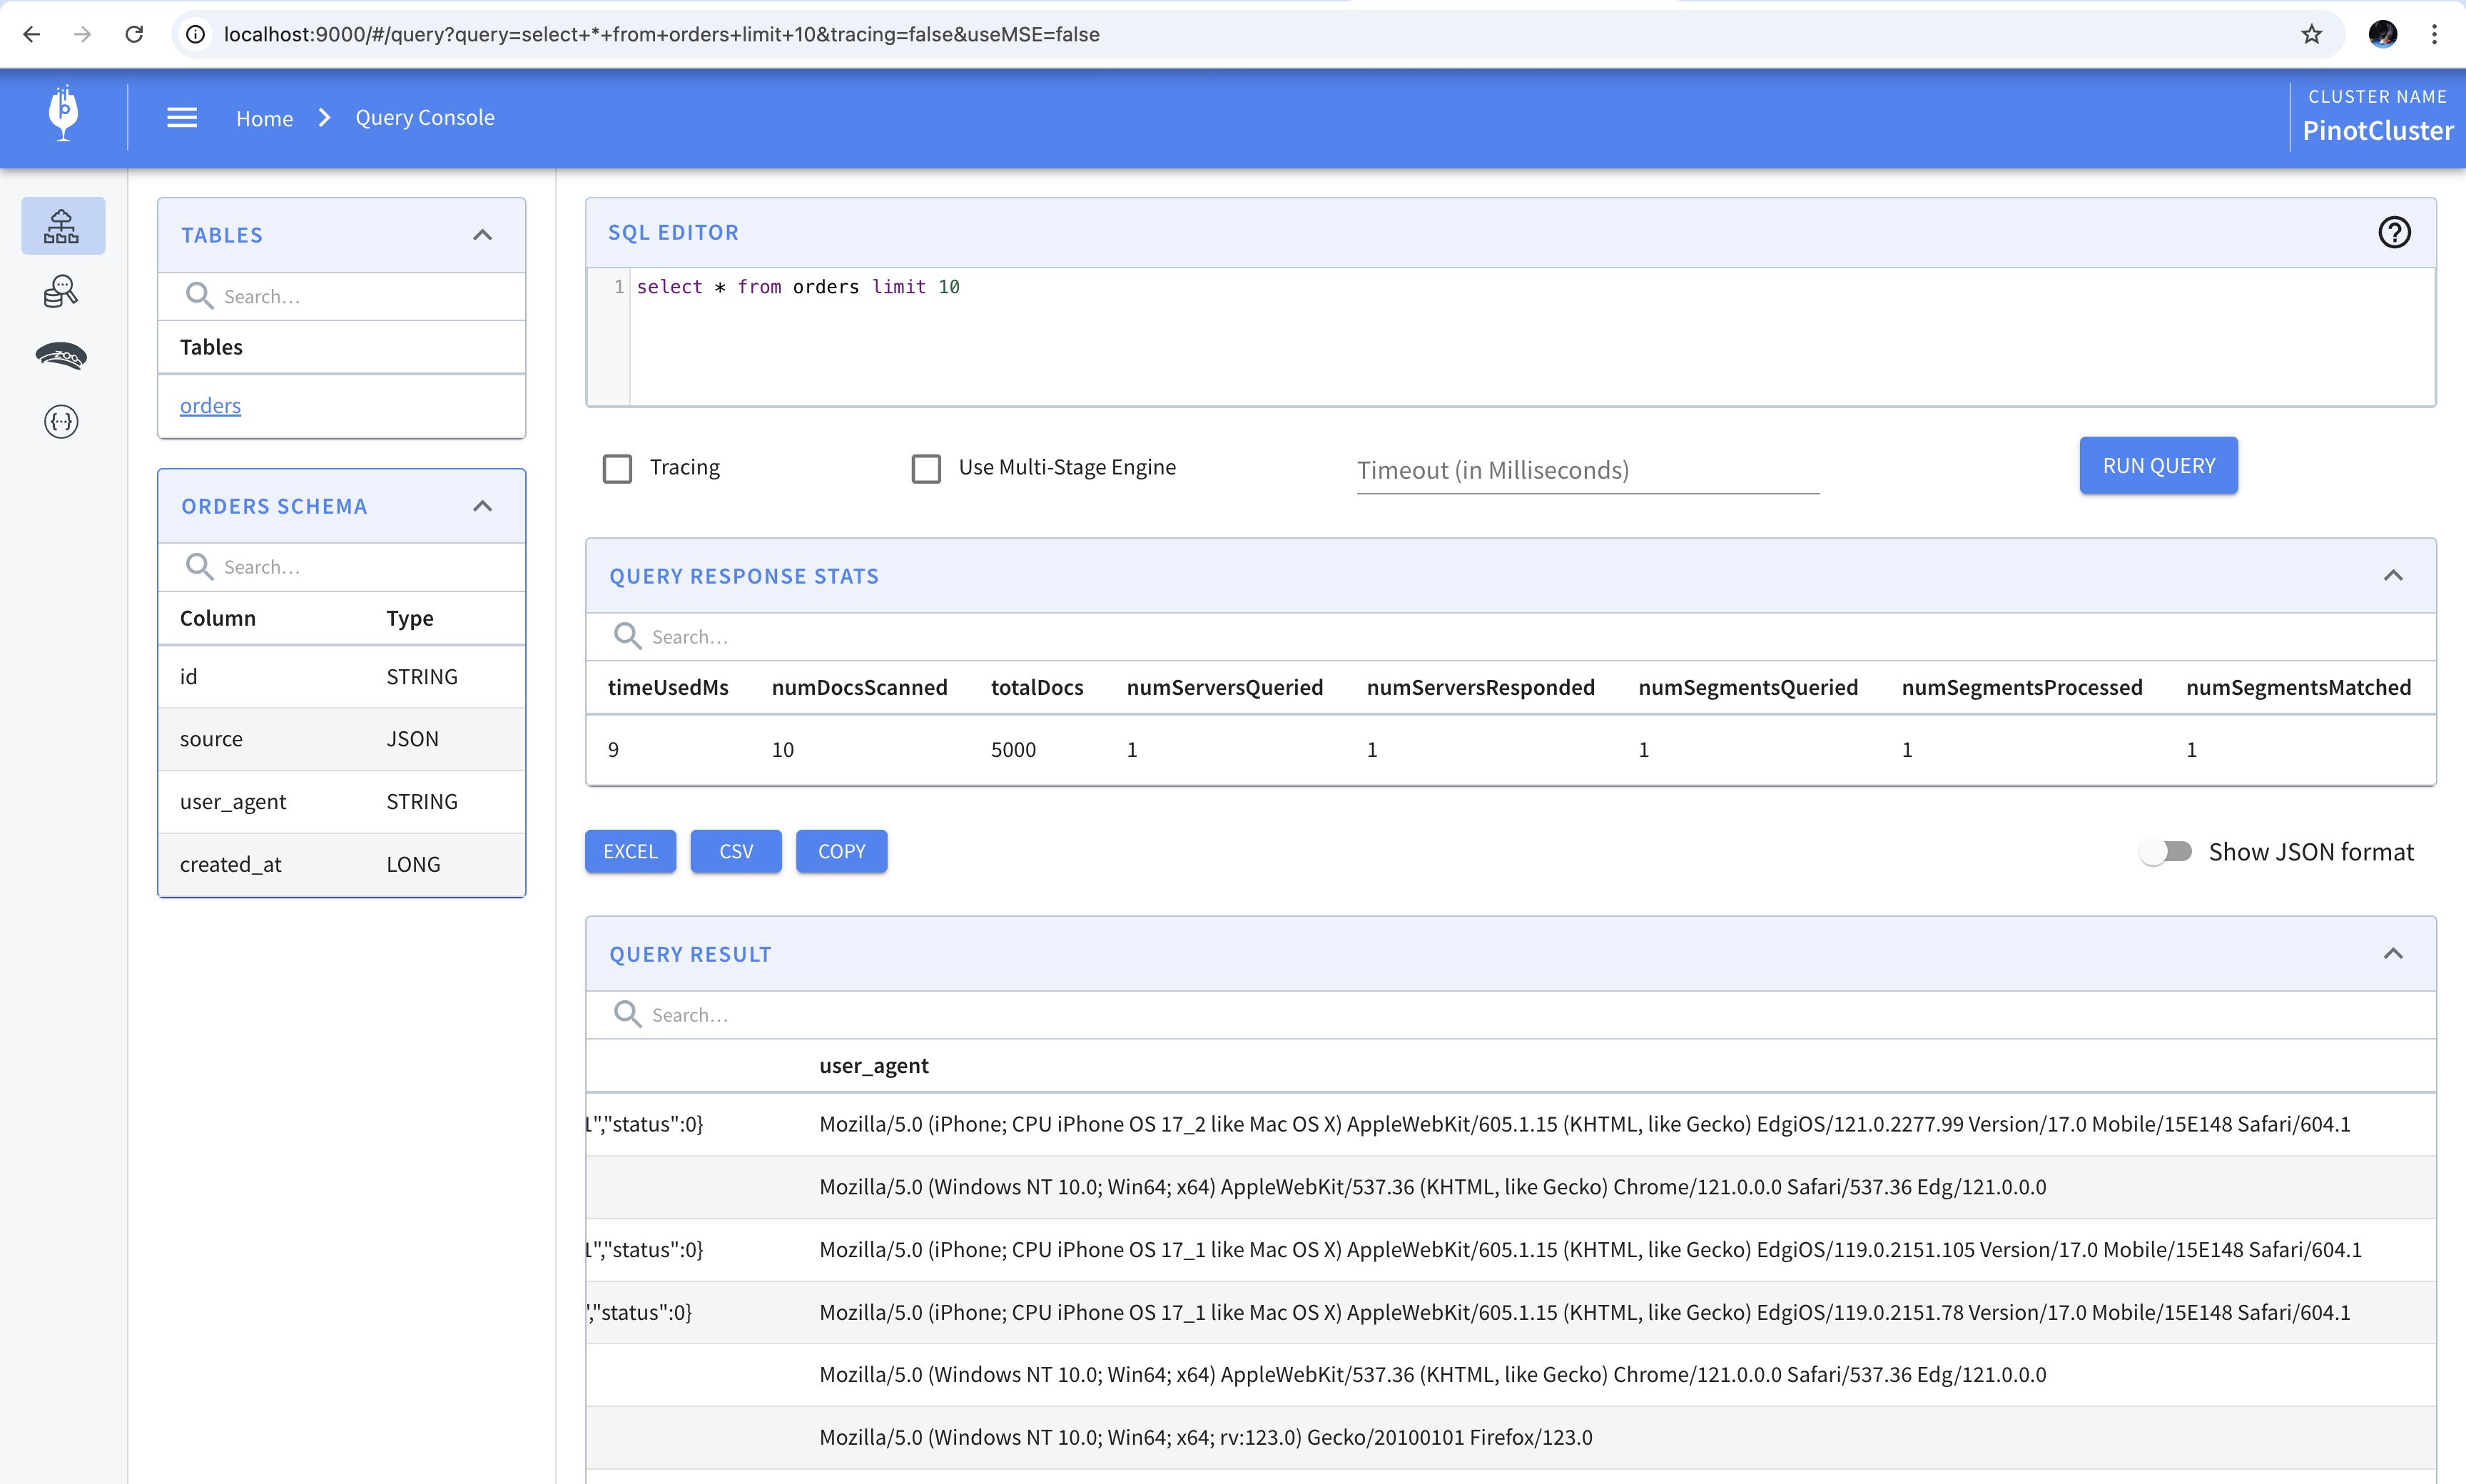 localhost:9000/#/query?query=select+*+from+orders+limit+10&tracing=false&useMSE=false
Home
Query Console
CLUSTER NAME
PinotCluster
TABLES
Search…
Tables
orders
ORDERS SCHEMA
Search…
Column Type
id STRING
source JSON
user_agent STRING
created_at LONG
ZOO
SQL EDITOR
1 select * from orders limit 10
Tracing
Use Multi-Stage Engine
Timeout (in Milliseconds)
RUN QUERY
QUERY RESPONSE STATS
Search…
timeUsedMs numDocsScanned totalDocs numServersQueried numServersResponded numSegmentsQueried numSegmentsProcessed numSegmentsMatched
9 10 5000 1 1 1 1 1
EXCEL
CSV
COPY
Show JSON format
QUERY RESULT
Search…
user_agent
1","status":0} Mozilla/5.0 (iPhone; CPU iPhone OS 17_2 like Mac OS X) AppleWebKit/605.1.15 (KHTML, like Gecko) EdgiOS/121.0.2277.99 Version/17.0 Mobile/15E148 Safari/604.1
Mozilla/5.0 (Windows NT 10.0; Win64; x64) AppleWebKit/537.36 (KHTML, like Gecko) Chrome/121.0.0.0 Safari/537.36 Edg/121.0.0.0
1","status":0} Mozilla/5.0 (iPhone; CPU iPhone OS 17_1 like Mac OS X) AppleWebKit/605.1.15 (KHTML, like Gecko) EdgiOS/119.0.2151.105 Version/17.0 Mobile/15E148 Safari/604.1
","status":0} Mozilla/5.0 (iPhone; CPU iPhone OS 17_1 like Mac OS X) AppleWebKit/605.1.15 (KHTML, like Gecko) EdgiOS/119.0.2151.78 Version/17.0 Mobile/15E148 Safari/604.1
Mozilla/5.0 (Windows NT 10.0; Win64; x64) AppleWebKit/537.36 (KHTML, like Gecko) Chrome/121.0.0.0 Safari/537.36 Edg/121.0.0.0
Mozilla/5.0 (Windows NT 10.0; Win64; x64; rv:123.0) Gecko/20100101 Firefox/123.0